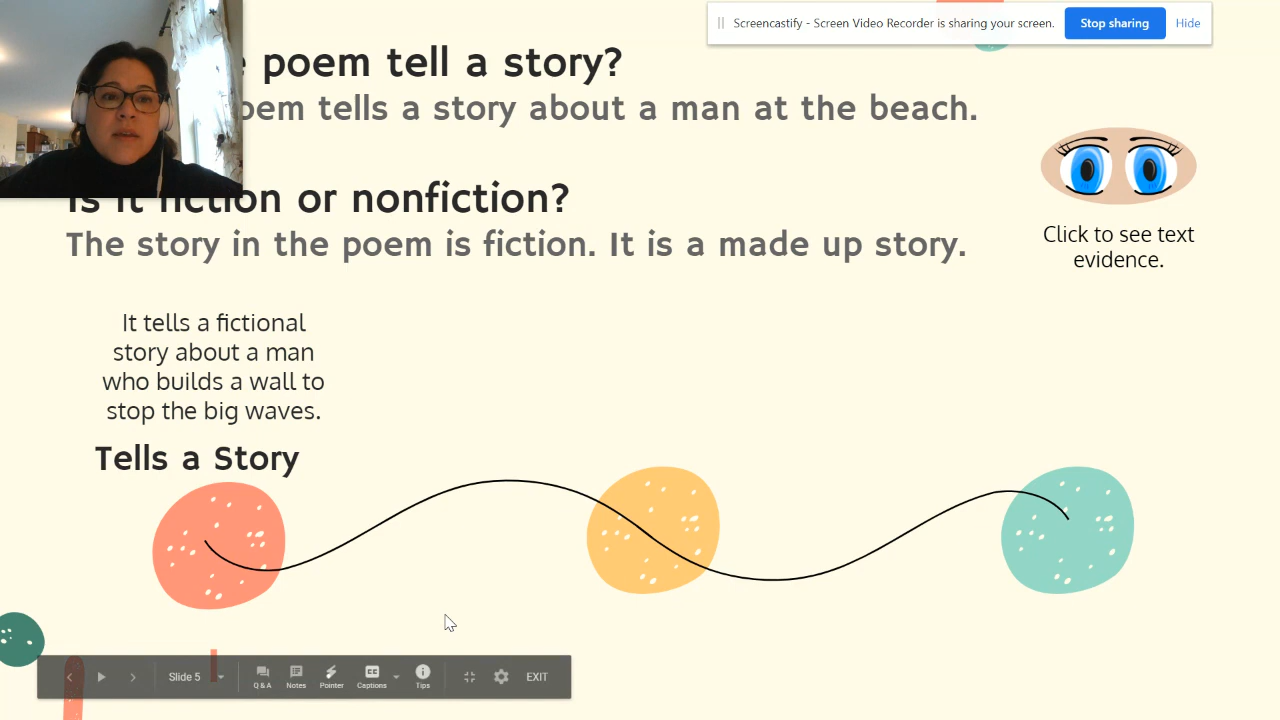 Screencastify - Screen Video Recorder is sharing your screen. Stop sharing Hide
poem tell a story?
poem tells a story about a man at the beach.
Is it fiction or nonfiction?
The story in the poem is fiction. It is a made up story.
Click to see text
evidence.
It tells a fictional
story about a man
who builds a wall to
stop the big waves.
Tells a Story
Slide 5 Q & A Notes Pointer Captions Tips EXIT